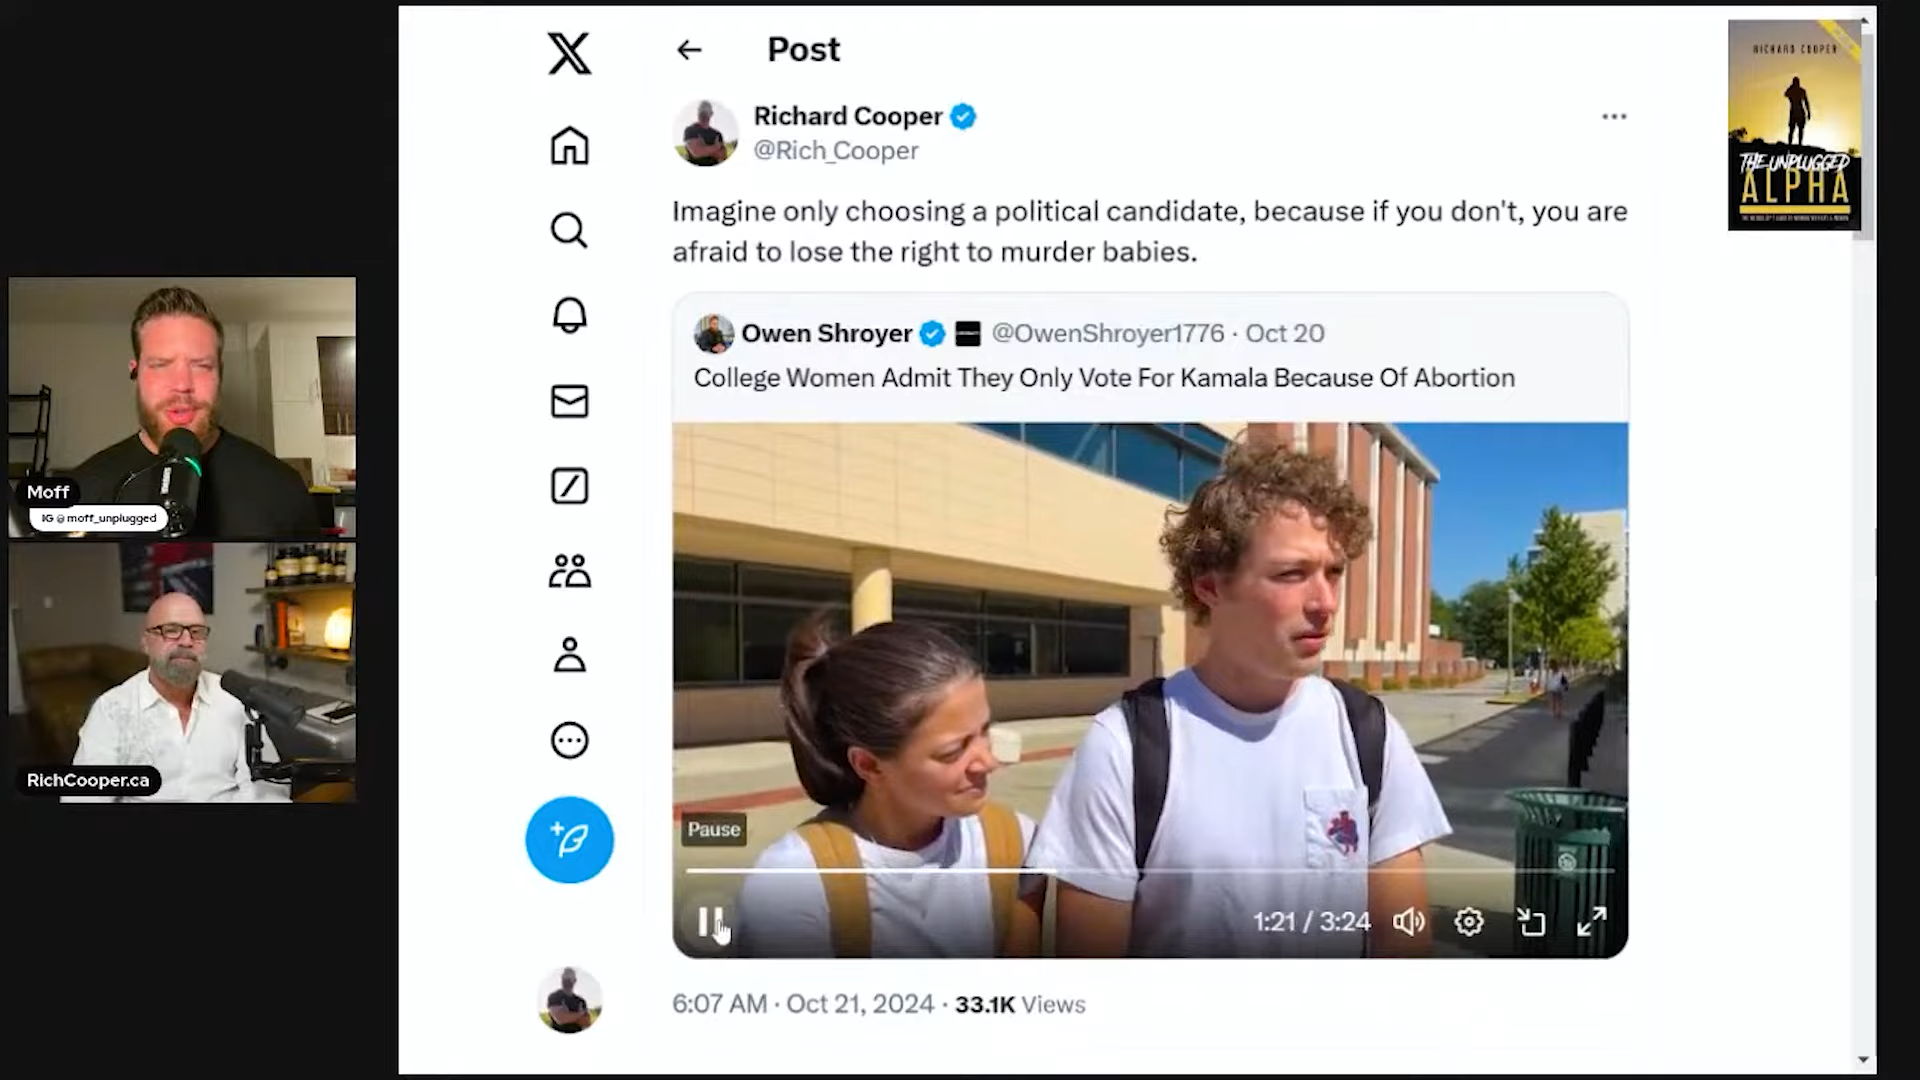 Post
Richard Cooper
@Rich_Cooper
Imagine only choosing a political candidate, because if you don't, you are
afraid to lose the right to murder babies.
Owen Shroyer @OwenShroyer1776 · Oct 20
College Women Admit They Only Vote For Kamala Because Of Abortion
Pause
1:21 / 3:24
6:07 AM · Oct 21, 2024 · 33.1K Views
Moff
IG @moff_unplugged
RichCooper.ca
RICHARD COOPER
THE UNPLUGGED
ALPHA